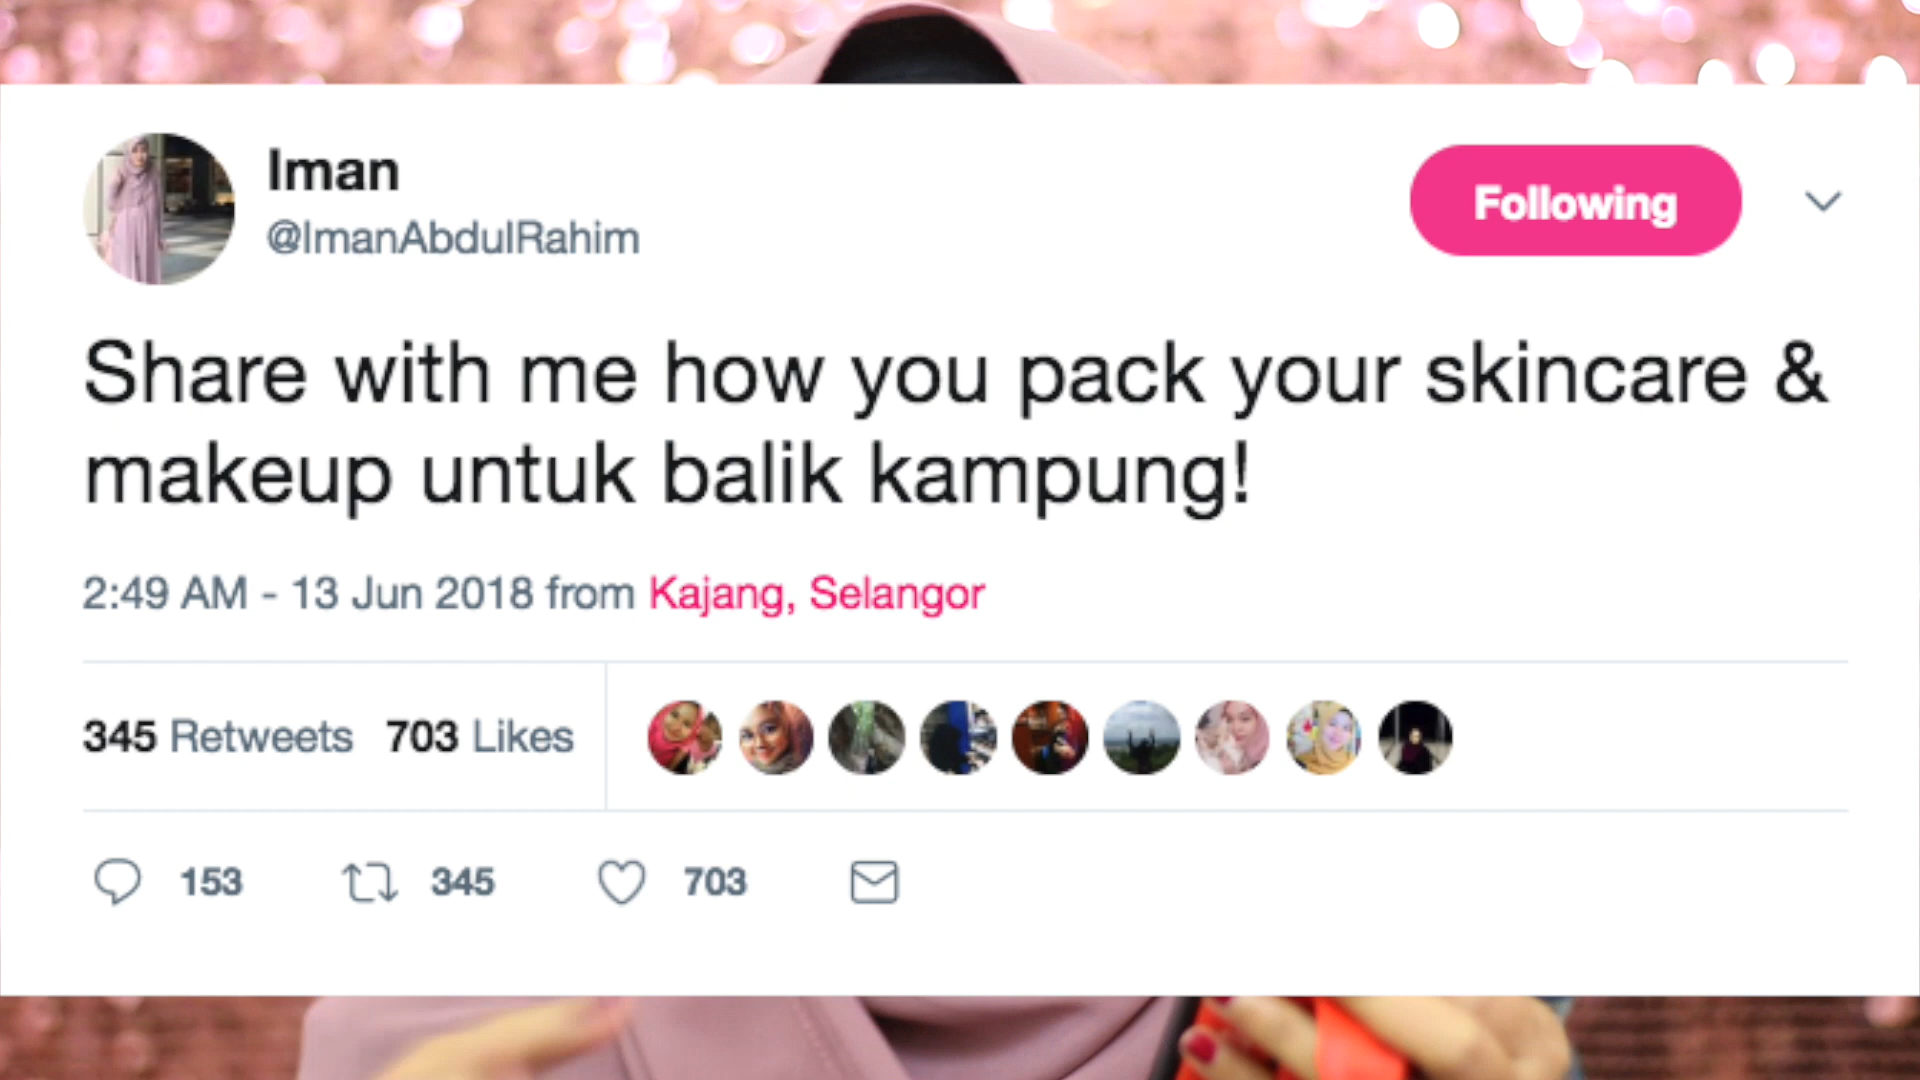 Iman
@ImanAbdulRahim
Following
Share with me how you pack your skincare &
makeup untuk balik kampung!
2:49 AM - 13 Jun 2018 from Kajang, Selangor
345 Retweets 703 Likes
153 345 703